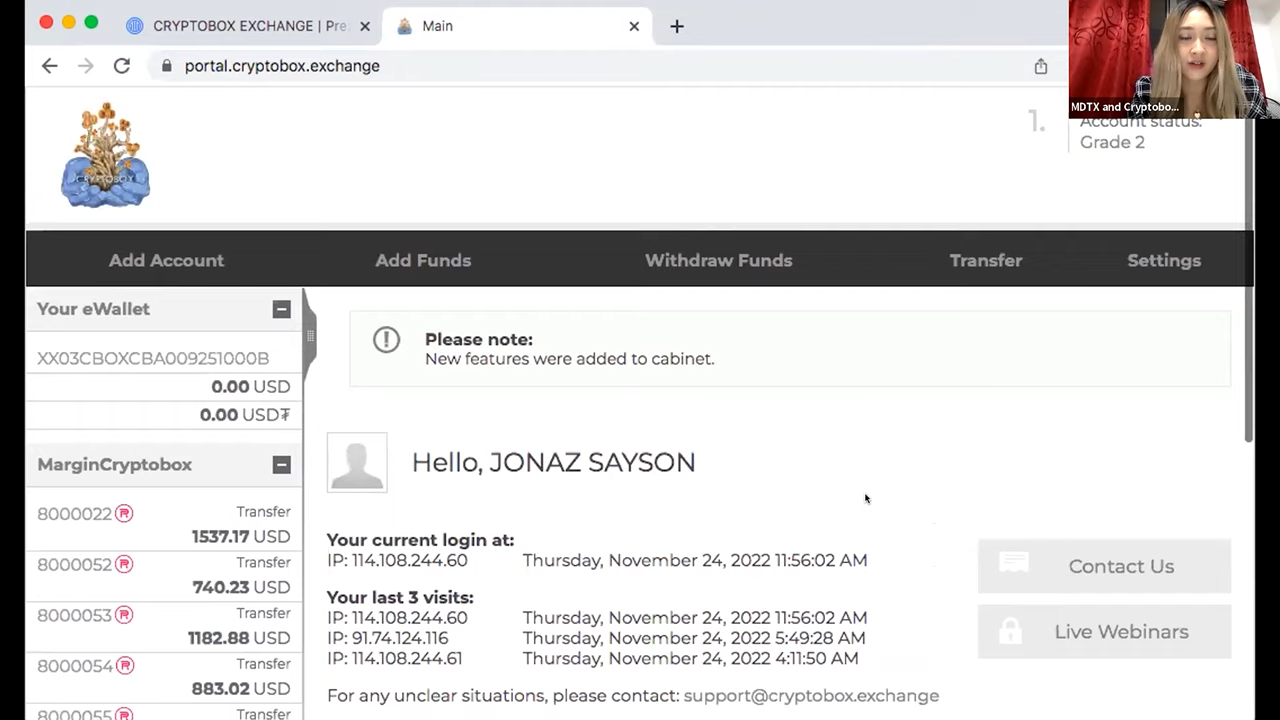 CRYPTOBOX EXCHANGE | Pre
Main
portal.cryptobox.exchange
MDTX and Cryptobo...
1.
Account status:
Grade 2
CRYPTOBOX
Add Account
Add Funds
Withdraw Funds
Transfer
Settings
Your eWallet
XX03CBOXCBA009251000B
0.00 USD
0.00 USD₮
MarginCryptobox
8000022 R Transfer
1537.17 USD
8000052 R Transfer
740.23 USD
8000053 R Transfer
1182.88 USD
8000054 R Transfer
883.02 USD
8000055 R Transfer
Please note:
New features were added to cabinet.
Hello, JONAZ SAYSON
Your current login at:
IP: 114.108.244.60 Thursday, November 24, 2022 11:56:02 AM
Your last 3 visits:
IP: 114.108.244.60 Thursday, November 24, 2022 11:56:02 AM
IP: 91.74.124.116 Thursday, November 24, 2022 5:49:28 AM
IP: 114.108.244.61 Thursday, November 24, 2022 4:11:50 AM
For any unclear situations, please contact: support@cryptobox.exchange
Contact Us
Live Webinars